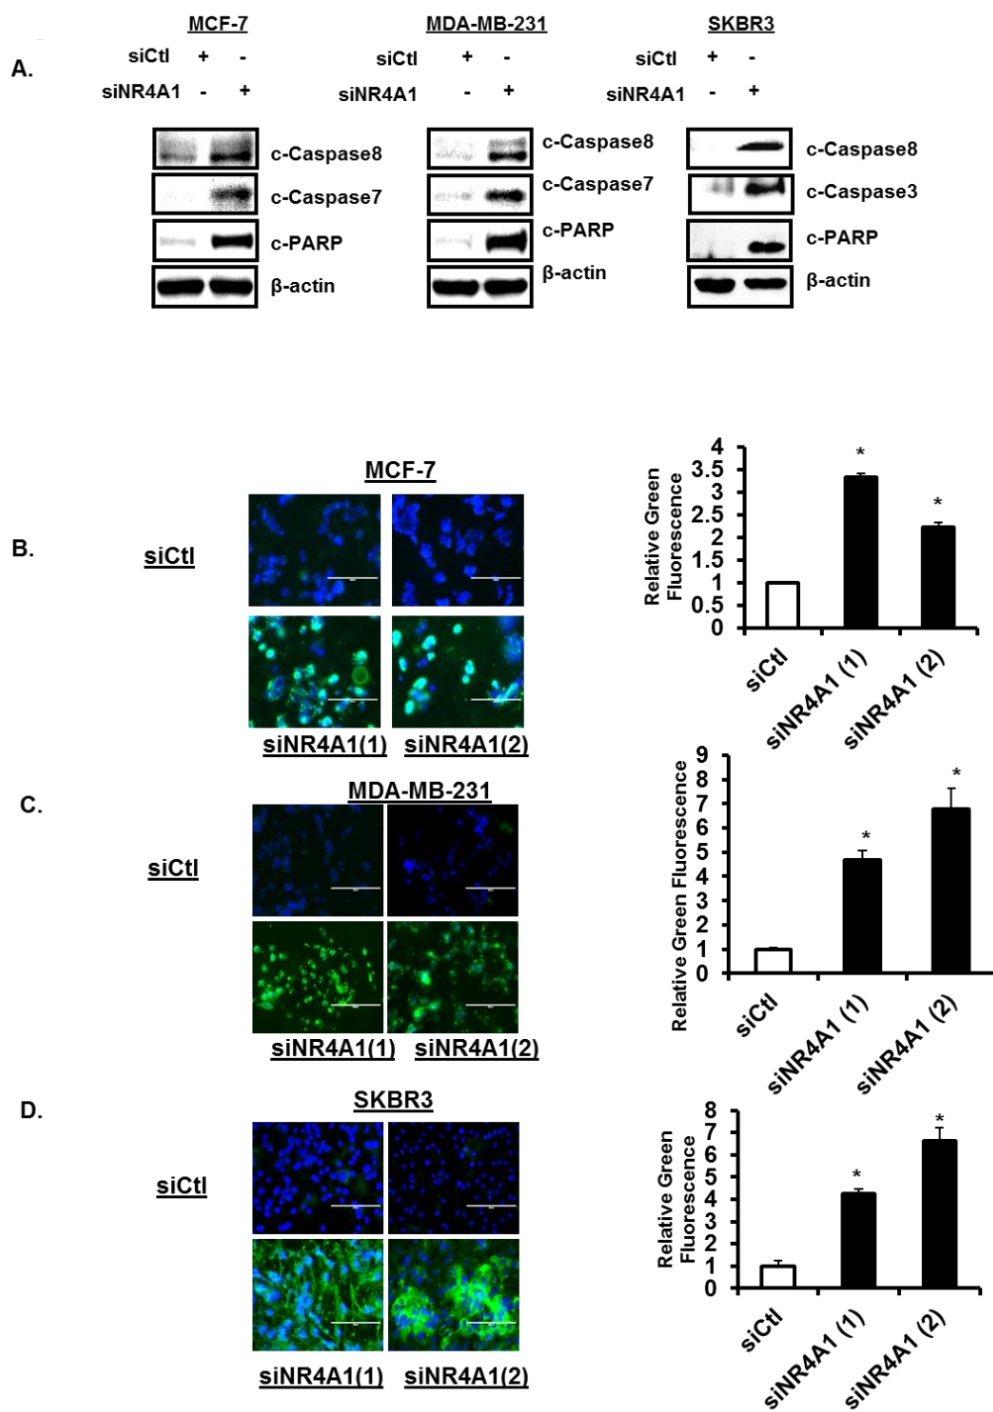 MCF-7 MDA-MB-231 SKBR3
A. siCtl + - siCtl + - siCtl + -
siNR4A1 - + siNR4A1 - + siNR4A1 - +
c-Caspase8 c-Caspase8 c-Caspase8
c-Caspase7 c-Caspase7 c-Caspase3
c-PARP c-PARP c-PARP
β-actin β-actin β-actin
B.
MCF-7
siCtl
siNR4A1(1) siNR4A1(2)
Relative Green
Fluorescence
4
3.5
3
2.5
2
1.5
1
0.5
0
* *
siCtl siNR4A1 (1) siNR4A1 (2)
C.
MDA-MB-231
siCtl
siNR4A1(1) siNR4A1(2)
Relative Green Fluorescence
9
8
7
6
5
4
3
2
1
0
* *
siCtl siNR4A1 (1) siNR4A1 (2)
D.
SKBR3
siCtl
siNR4A1(1) siNR4A1(2)
Relative Green
Fluorescence
8
7
6
5
4
3
2
1
0
* *
siCtl siNR4A1 (1) siNR4A1 (2)